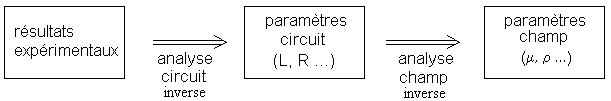 résultats
expérimentaux
analyse
circuit
inverse
paramètres
circuit
(L, R ...)
analyse
champ
inverse
paramètres
champ
(μ, ρ ...)